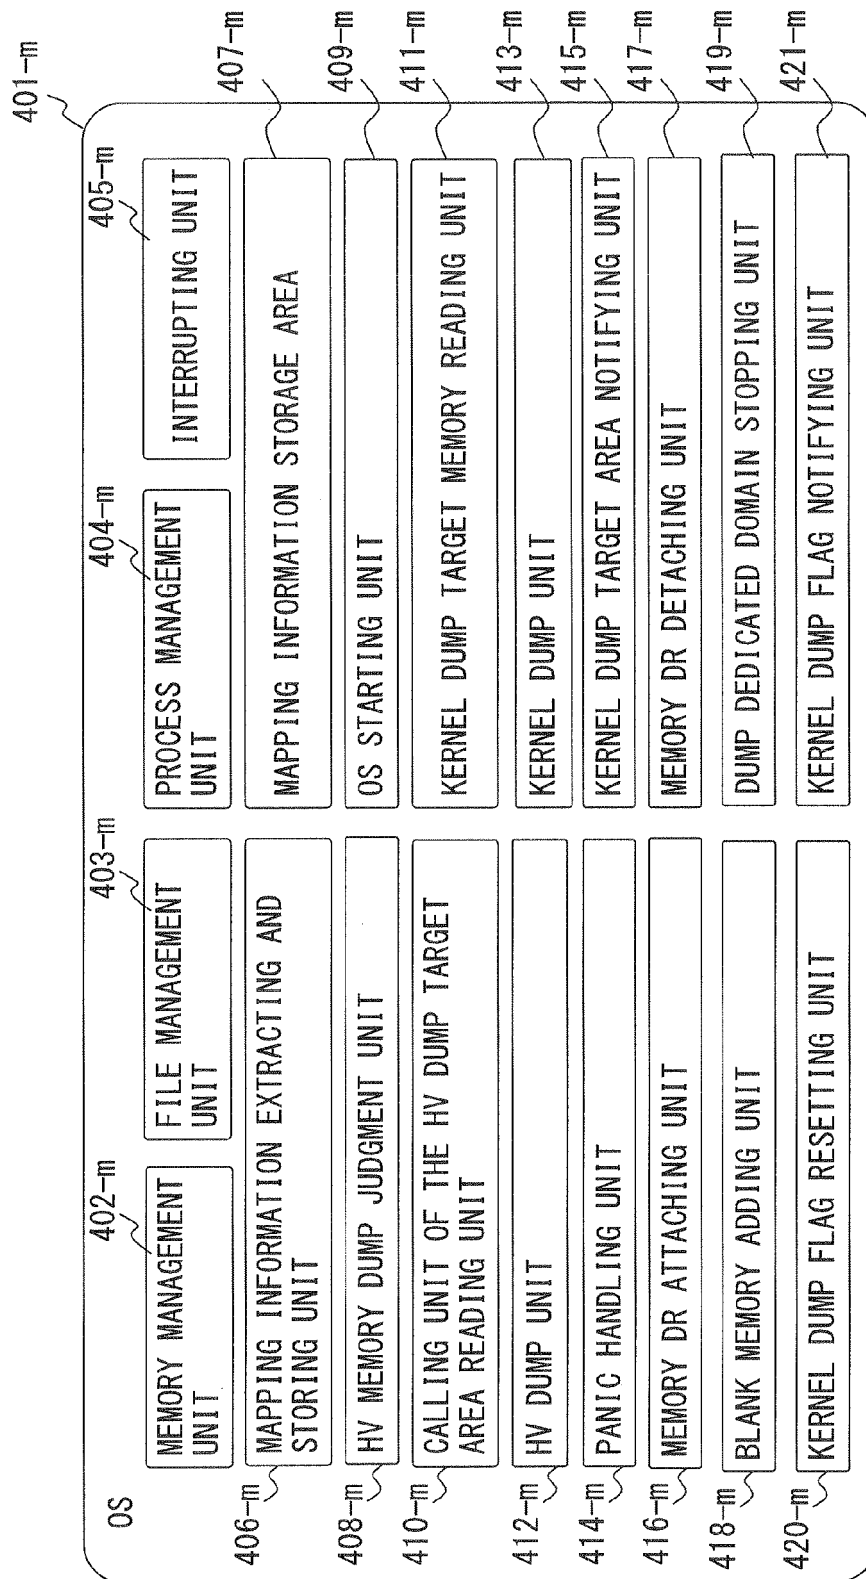 401-m
OS
402-m
MEMORY MANAGEMENT
UNIT
403-m
FILE MANAGEMENT
UNIT
404-m
PROCESS MANAGEMENT
UNIT
405-m
INTERRUPTING UNIT
406-m
MAPPING INFORMATION EXTRACTING AND
STORING UNIT
MAPPING INFORMATION STORAGE AREA
407-m
408-m
HV MEMORY DUMP JUDGMENT UNIT
OS STARTING UNIT
409-m
410-m
CALLING UNIT OF THE HV DUMP TARGET
AREA READING UNIT
KERNEL DUMP TARGET MEMORY READING UNIT
411-m
412-m
HV DUMP UNIT
KERNEL DUMP UNIT
413-m
414-m
PANIC HANDLING UNIT
KERNEL DUMP TARGET AREA NOTIFYING UNIT
415-m
416-m
MEMORY DR ATTACHING UNIT
MEMORY DR DETACHING UNIT
417-m
418-m
BLANK MEMORY ADDING UNIT
DUMP DEDICATED DOMAIN STOPPING UNIT
419-m
420-m
KERNEL DUMP FLAG RESETTING UNIT
KERNEL DUMP FLAG NOTIFYING UNIT
421-m